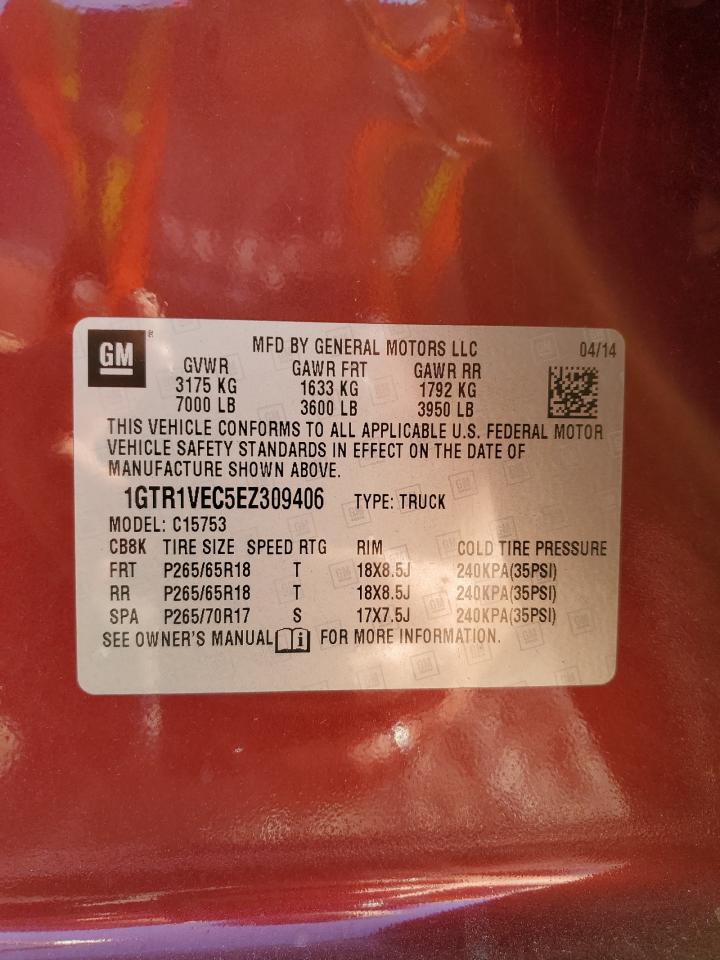 GM ®
MFD BY GENERAL MOTORS LLC 04/14
GVWR GAWR FRT GAWR RR
3175 KG 1633 KG 1792 KG
7000 LB 3600 LB 3950 LB
THIS VEHICLE CONFORMS TO ALL APPLICABLE U.S. FEDERAL MOTOR
VEHICLE SAFETY STANDARDS IN EFFECT ON THE DATE OF
MANUFACTURE SHOWN ABOVE.
1GTR1VEC5EZ309406 TYPE: TRUCK
MODEL: C15753
CB8K TIRE SIZE SPEED RTG RIM COLD TIRE PRESSURE
FRT P265/65R18 T 18X8.5J 240KPA(35PSI)
RR P265/65R18 T 18X8.5J 240KPA(35PSI)
SPA P265/70R17 S 17X7.5J 240KPA(35PSI)
SEE OWNER'S MANUAL i FOR MORE INFORMATION.